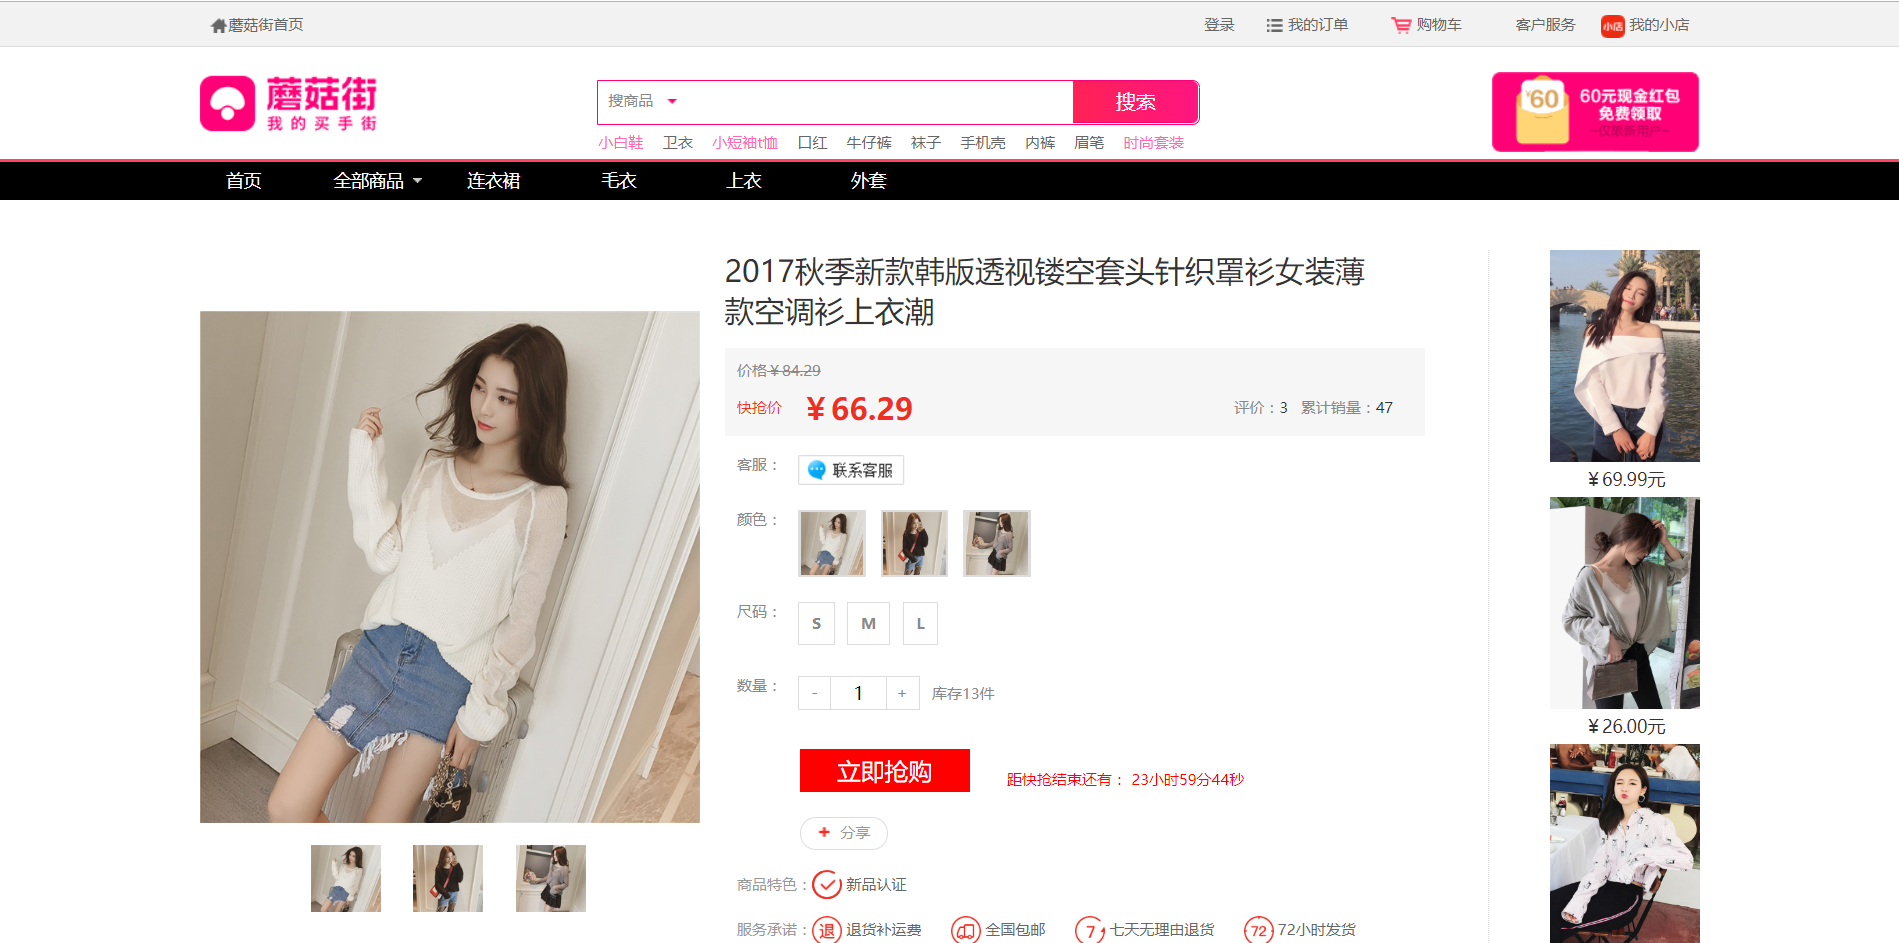 蘑菇街首页 登录 我的订单 购物车 客户服务 小店 我的小店
蘑菇街
我的买手街
搜商品 搜索
小白鞋 卫衣 小短袖t恤 口红 牛仔裤 袜子 手机壳 内裤 眉笔 时尚套装
¥60
60元现金红包
免费领取
~仅限新用户~
首页 全部商品 连衣裙 毛衣 上衣 外套
2017秋季新款韩版透视镂空套头针织罩衫女装薄
款空调衫上衣潮
价格¥84.29
快抢价 ¥66.29 评价：3 累计销量：47
客服： 联系客服
颜色：
尺码： S M L
数量： - 1 + 库存13件
立即抢购 距快抢结束还有： 23小时59分44秒
+ 分享
商品特色： 新品认证
服务承诺： 退 退货补运费 全国包邮 7 七天无理由退货 72 72小时发货
¥69.99元
¥26.00元